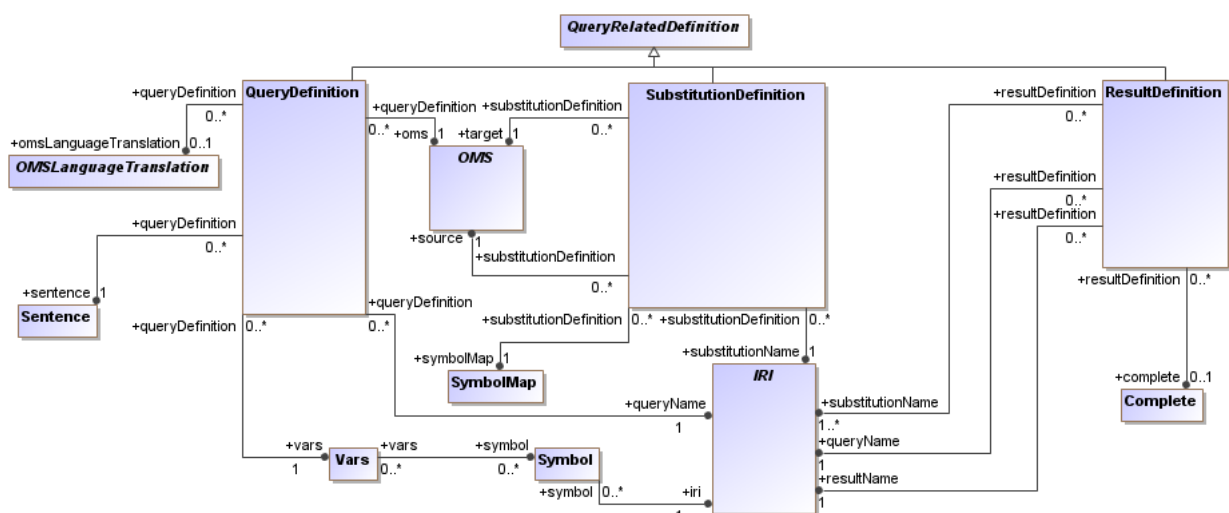 QueryRelatedDefinition
+queryDefinition
0..*
QueryDefinition
+queryDefinition
0..*
+substitutionDefinition
0..*
SubstitutionDefinition
+resultDefinition
0..*
ResultDefinition
+omsLanguageTranslation
0..1
OMSLanguageTranslation
+oms
1
+target
1
OMS
+resultDefinition
0..*
+resultDefinition
0..*
+queryDefinition
0..*
+source
1
+substitutionDefinition
0..*
+resultDefinition
0..*
+sentence
1
Sentence
+queryDefinition
0..*
+queryDefinition
0..*
+substitutionDefinition
0..*
+substitutionDefinition
0..*
+symbolMap
1
SymbolMap
+substitutionName
1
IRI
+complete
0..1
Complete
+queryName
1
+substitutionName
1..*
+queryName
1
+vars
1
Vars
+vars
0..*
+symbol
0..*
Symbol
+symbol
0..*
+iri
1
+resultName
1